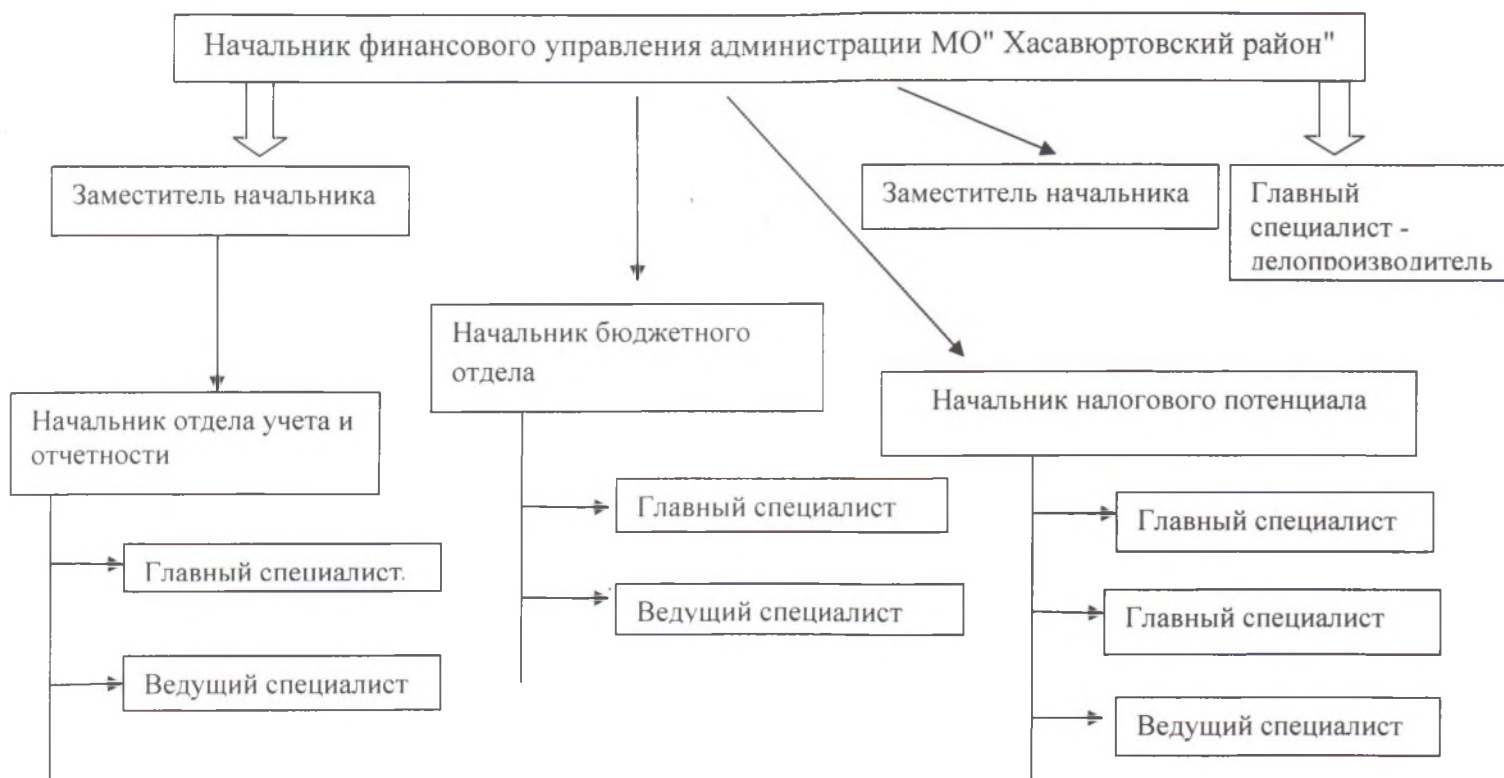 Начальник финансового управления администрации МО" Хасавюртовский район"
Заместитель начальника
Заместитель начальника
Главный
специалист -
делопроизводитель
Начальник бюджетного
отдела
Начальник налогового потенциала
Начальник отдела учета и
отчетности
Главный специалист
Ведущий специалист
Главный специалист
Главный специалист
Ведущий специалист
Главный специалист.
Ведущий специалист